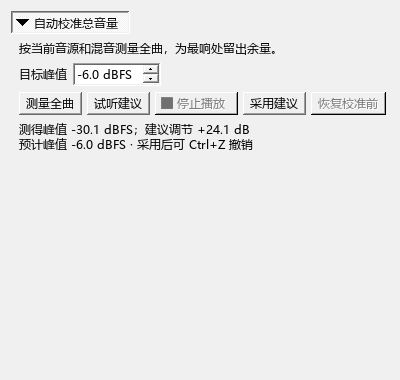 自动校准总音量
按当前音源和混音测量全曲，为最响处留出余量。
目标峰值 -6.0 dBFS
测量全曲 试听建议 停止播放 采用建议 恢复校准前
测得峰值 -30.1 dBFS；建议调节 +24.1 dB
预计峰值 -6.0 dBFS · 采用后可 Ctrl+Z 撤销